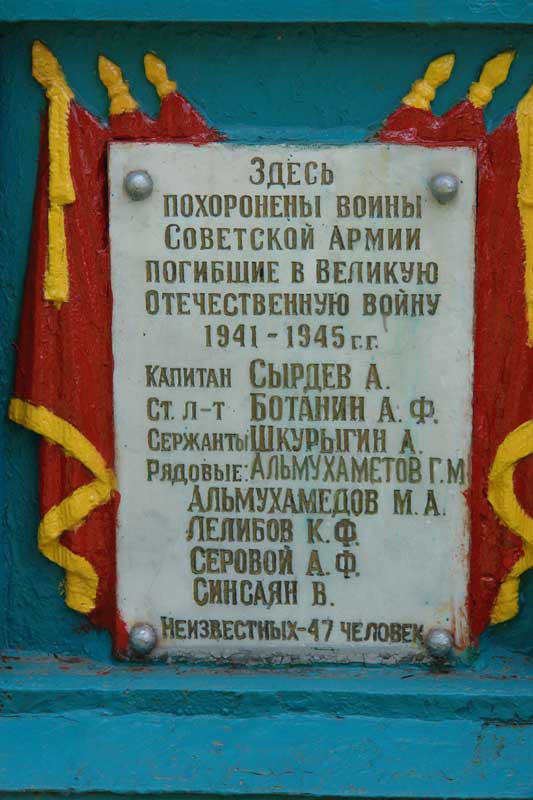 Здесь
похоронены воины
Советской Армии
погибшие в Великую
Отечественную войну
1941 - 1945 г.г.
Капитан Сырдев А.
Ст. л-т Ботанин А. Ф.
Сержанты Шкурыгин А.
Рядовые: Альмухаметов Г. М
Альмухамедов М. А.
Лелибов К. Ф.
Серовой А. Ф.
Синсаян В.
Неизвестных - 47 человек